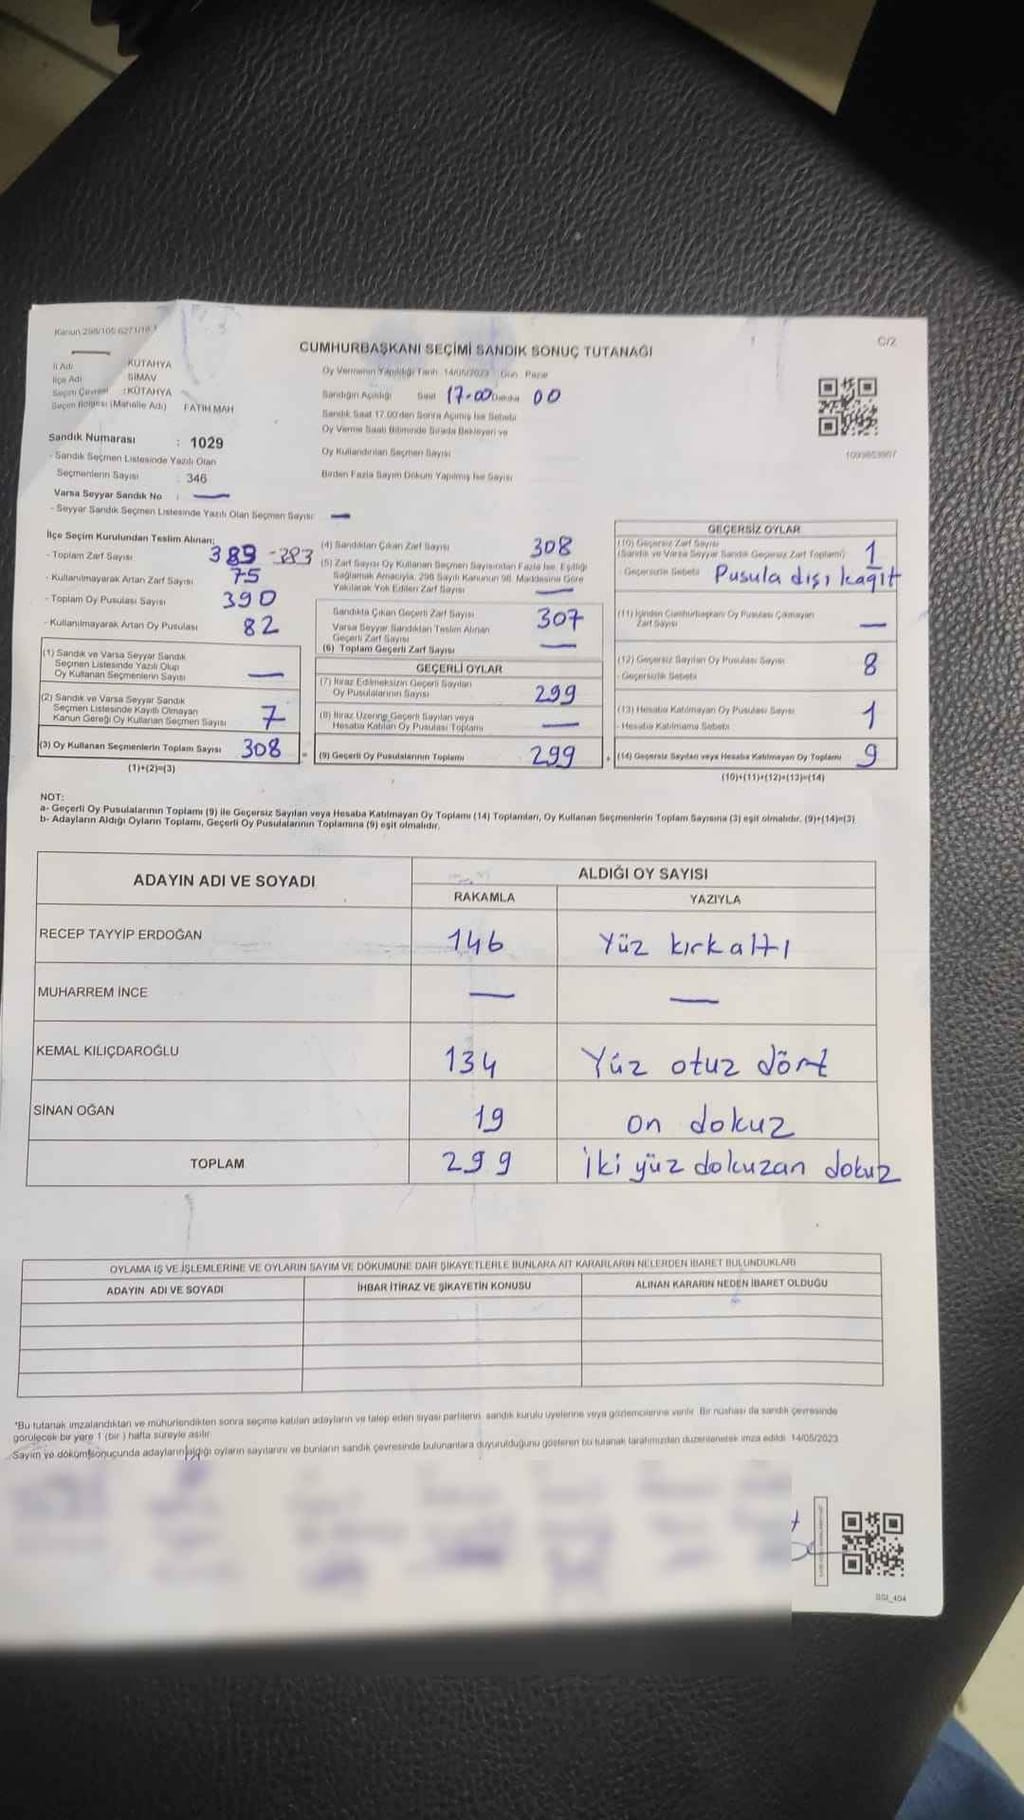 Kanun 298/105 6271/18
C/2
CUMHURBAŞKANI SEÇİMİ SANDIK SONUÇ TUTANAĞI
İl Adı KÜTAHYA
İlçe Adı SİMAV
Seçim Çevresi :KÜTAHYA
Seçim Bölgesi (Mahalle Adı) FATİH MAH
Sandık Numarası : 1029
- Sandık Seçmen Listesinde Yazılı Olan
Seçmenlerin Sayısı : 346
Varsa Seyyar Sandık No : —
- Seyyar Sandık Seçmen Listesinde Yazılı Olan Seçmen Sayısı: —
Oy Vermenin Yapıldığı Tarih: 14/05/2023 Gün: Pazar
Sandığın Açıldığı Saat 17-00 Dakika 00
Sandık Saat 17.00'den Sonra Açılmış İse Sebebi
Oy Verme Saati Bitiminde Sırada Bekleyen ve
Oy Kullandırılan Seçmen Sayısı
Birden Fazla Sayım Döküm Yapılmış İse Sayısı
İlçe Seçim Kurulundan Teslim Alınan;
- Toplam Zarf Sayısı 389 -383
- Kullanılmayarak Artan Zarf Sayısı 75
- Toplam Oy Pusulası Sayısı 390
- Kullanılmayarak Artan Oy Pusulası 82
(1) Sandık ve Varsa Seyyar Sandık
Seçmen Listesinde Yazılı Olup
Oy Kullanan Seçmenlerin Sayısı —
(2) Sandık ve Varsa Seyyar Sandık
Seçmen Listesinde Kayıtlı Olmayan
Kanun Gereği Oy Kullanan Seçmen Sayısı 7
(3) Oy Kullanan Seçmenlerin Toplam Sayısı 308
(1)+(2)=(3)
(4) Sandıktan Çıkan Zarf Sayısı 308
(5) Zarf Sayısı Oy Kullanan Seçmen Sayısından Fazla İse, Eşitliği
Sağlamak Amacıyla, 298 Sayılı Kanunun 98. Maddesine Göre
Yakılarak Yok Edilen Zarf Sayısı —
Sandıkta Çıkan Geçerli Zarf Sayısı 307
Varsa Seyyar Sandıktan Teslim Alınan
Geçerli Zarf Sayısı —
(6) Toplam Geçerli Zarf Sayısı
GEÇERLİ OYLAR
(7) İtiraz Edilmeksizin Geçerli Sayılan
Oy Pusulalarının Sayısı 299
(8) İtiraz Üzerine Geçerli Sayılan veya
Hesaba Katılan Oy Pusulası Toplamı —
= (9) Geçerli Oy Pusulalarının Toplamı 299 +
GEÇERSİZ OYLAR
(10) Geçersiz Zarf Sayısı
(Sandık ve Varsa Seyyar Sandık Geçersiz Zarf Toplamı) 1
- Geçersizlik Sebebi Pusula dışı kağıt
(11) İçinden Cumhurbaşkanı Oy Pusulası Çıkmayan
Zarf Sayısı —
(12) Geçersiz Sayılan Oy Pusulası Sayısı 8
- Geçersizlik Sebebi
(13) Hesaba Katılmayan Oy Pusulası Sayısı 1
- Hesaba Katılmama Sebebi
(14) Geçersiz Sayılan veya Hesaba Katılmayan Oy Toplamı 9
(10)+(11)+(12)+(13)=(14)
NOT:
a- Geçerli Oy Pusulalarının Toplamı (9) ile Geçersiz Sayılan veya Hesaba Katılmayan Oy Toplamı (14) Toplamları, Oy Kullanan Seçmenlerin Toplam Sayısına (3) eşit olmalıdır. (9)+(14)=(3)
b- Adayların Aldığı Oyların Toplamı, Geçerli Oy Pusulalarının Toplamına (9) eşit olmalıdır.
ADAYIN ADI VE SOYADI ALDIĞI OY SAYISI
RAKAMLA YAZIYLA
RECEP TAYYİP ERDOĞAN 146 Yüz kırkaltı
MUHARREM İNCE — —
KEMAL KILIÇDAROĞLU 134 Yüz otuz dört
SİNAN OĞAN 19 on dokuz
TOPLAM 299 iki yüz dokuzan dokuz
OYLAMA İŞ VE İŞLEMLERİNE VE OYLARIN SAYIM VE DÖKÜMÜNE DAİR ŞİKAYETLERLE BUNLARA AİT KARARLARIN NELERDEN İBARET BULUNDUKLARI
ADAYIN ADI VE SOYADI İHBAR İTİRAZ VE ŞİKAYETİN KONUSU ALINAN KARARIN NEDEN İBARET OLDUĞU
*Bu tutanak imzalandıktan ve mühürlendikten sonra seçime katılan adayların ve talep eden siyasi partilerin sandık kurulu üyelerine veya gözlemcilerine verilir. Bir nüshası da sandık çevresinde
görülecek bir yere 1 (bir) hafta süreyle asılır.
Sayım ve döküm sonuçunda adayların aldığı oyların sayılarını ve bunların sandık çevresinde bulunanlara duyurulduğunu gösteren bu tutanak tarafımızdan düzenlenerek imza edildi. 14/05/2023
SSI_404